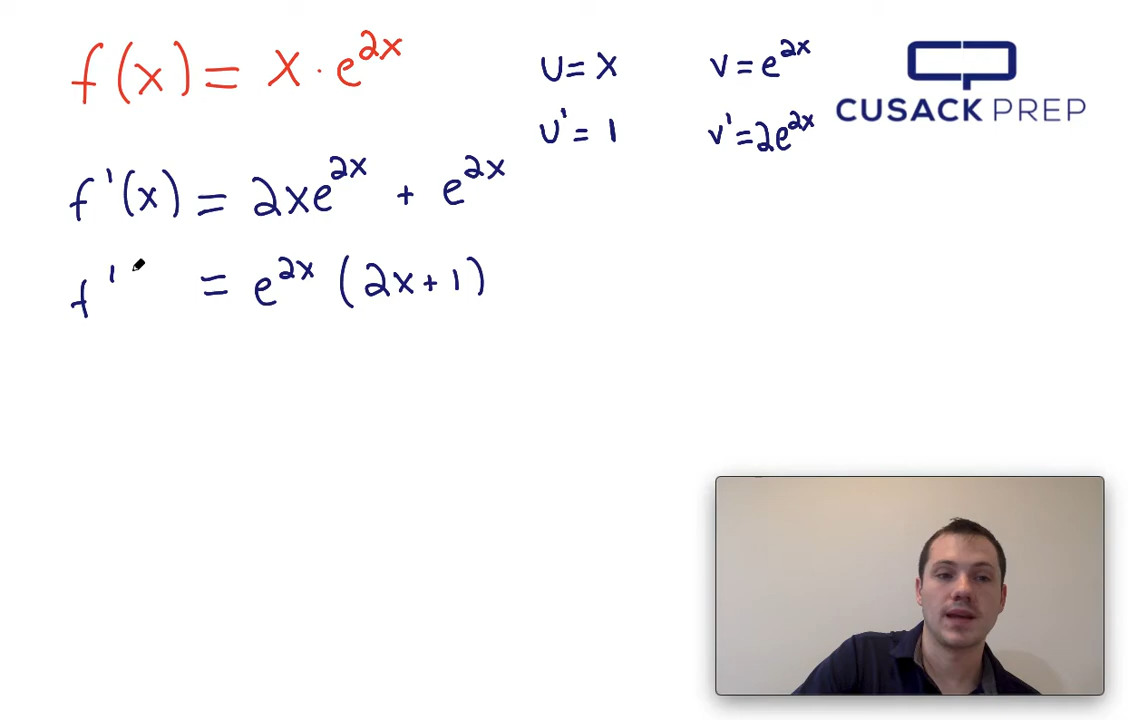 f(x) = x · e^{2x}
u = x
v = e^{2x}
u' = 1
v' = 2e^{2x}
CUSACK PREP
f'(x) = 2xe^{2x} + e^{2x}
f' = e^{2x} (2x+1)